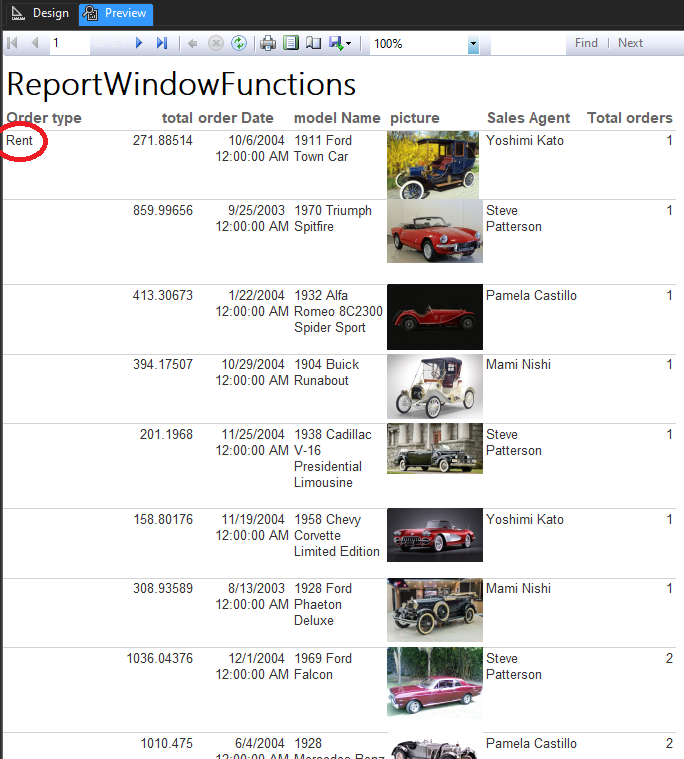 Design Preview
1 100% Find | Next
ReportWindowFunctions
Order type total order Date model Name picture Sales Agent Total orders
Rent 271.88514 10/6/2004 1911 Ford Yoshimi Kato 1
12:00:00 AM Town Car
859.99656 9/25/2003 1970 Triumph Steve 1
12:00:00 AM Spitfire Patterson
413.30673 1/22/2004 1932 Alfa Pamela Castillo 1
12:00:00 AM Romeo 8C2300
Spider Sport
394.17507 10/29/2004 1904 Buick Mami Nishi 1
12:00:00 AM Runabout
201.1968 11/25/2004 1938 Cadillac Steve 1
12:00:00 AM V-16 Patterson
Presidential
Limousine
158.80176 11/19/2004 1958 Chevy Yoshimi Kato 1
12:00:00 AM Corvette
Limited Edition
308.93589 8/13/2003 1928 Ford Mami Nishi 1
12:00:00 AM Phaeton
Deluxe
1036.04376 12/1/2004 1969 Ford Steve 2
12:00:00 AM Falcon Patterson
1010.475 6/4/2004 1928 Pamela Castillo 2
12:00:00 AM Mercedes-Benz